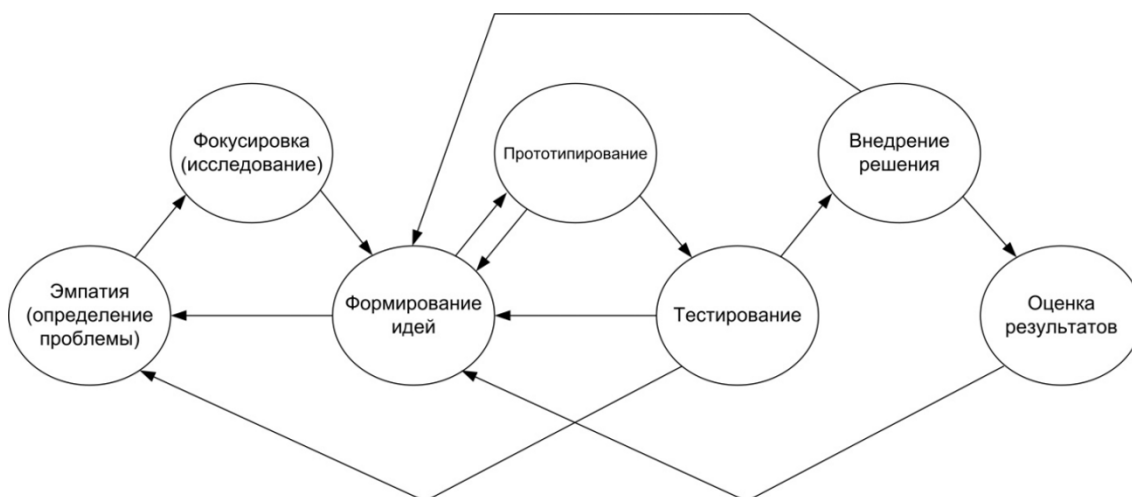 Фокусировка
(исследование)
Прототипирование
Внедрение
решения
Эмпатия
(определение
проблемы)
Формирование
идей
Тестирование
Оценка
результатов